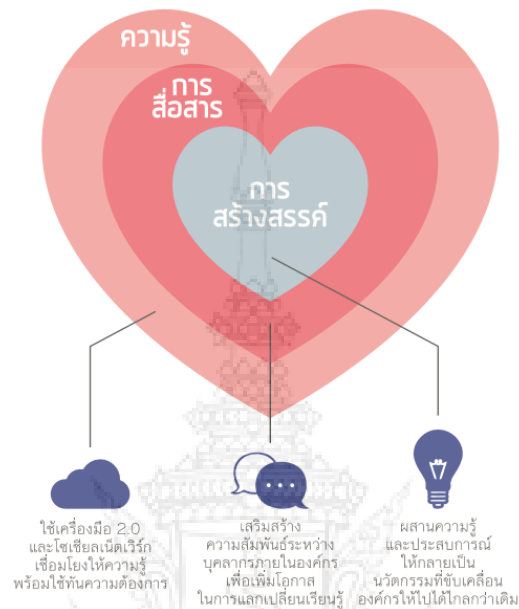 ความรู้
การ
สื่อสาร
การ
สร้างสรรค์
ใช้เครื่องมือ 2.0
และโซเชียลเน็ตเวิร์ก
เชื่อมโยงให้ความรู้
พร้อมใช้ทันความต้องการ
เสริมสร้าง
ความสัมพันธ์ระหว่าง
บุคลากรภายในองค์กร
เพื่อเพิ่มโอกาส
ในการแลกเปลี่ยนเรียนรู้
ผสานความรู้
และประสบการณ์
ให้กลายเป็น
นวัตกรรมที่ขับเคลื่อน
องค์กรให้ไปได้ไกลกว่าเดิม